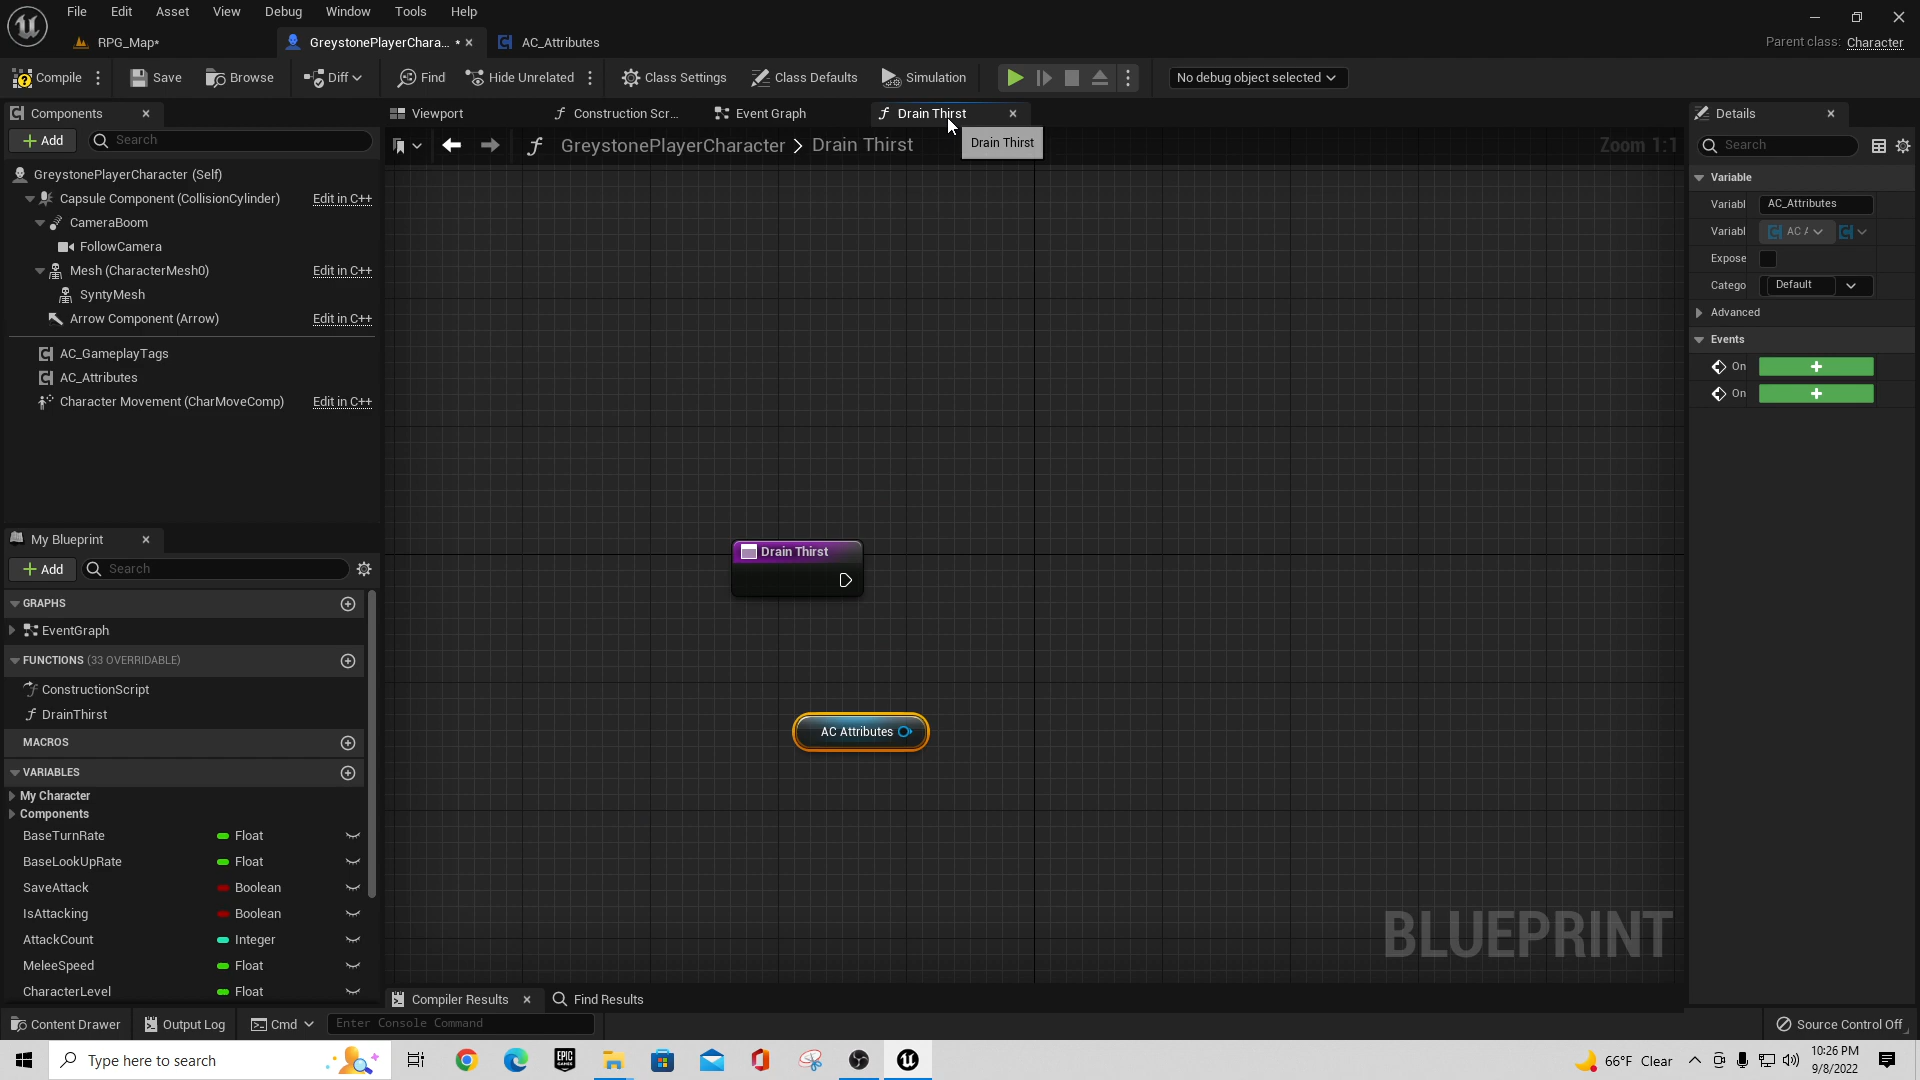 File Edit Asset View Debug Window Tools Help
RPG_Map*
GreystonePlayerChara... *
AC_Attributes
Parent class: Character
Compile
Save
Browse
Diff
Find
Hide Unrelated
Class Settings
Class Defaults
Simulation
No debug object selected
Components
Add
Search
GreystonePlayerCharacter (Self)
Capsule Component (CollisionCylinder) Edit in C++
CameraBoom
FollowCamera
Mesh (CharacterMesh0) Edit in C++
SyntyMesh
Arrow Component (Arrow) Edit in C++
AC_GameplayTags
AC_Attributes
Character Movement (CharMoveComp) Edit in C++
My Blueprint
Add
Search
GRAPHS
EventGraph
FUNCTIONS (33 OVERRIDABLE)
ConstructionScript
DrainThirst
MACROS
VARIABLES
My Character
Components
BaseTurnRate Float
BaseLookUpRate Float
SaveAttack Boolean
IsAttacking Boolean
AttackCount Integer
MeleeSpeed Float
CharacterLevel Float
Viewport
Construction Scr...
Event Graph
Drain Thirst
GreystonePlayerCharacter > Drain Thirst
Drain Thirst
Zoom 1:1
Drain Thirst
AC Attributes
BLUEPRINT
Compiler Results
Find Results
Details
Search
Variable
Variabl AC_Attributes
Variabl AC A
Expose
Catego Default
Advanced
Events
On
On
Content Drawer
Output Log
Cmd
Enter Console Command
Source Control Off
Type here to search
EPIC GAMES
66°F Clear
10:26 PM
9/8/2022